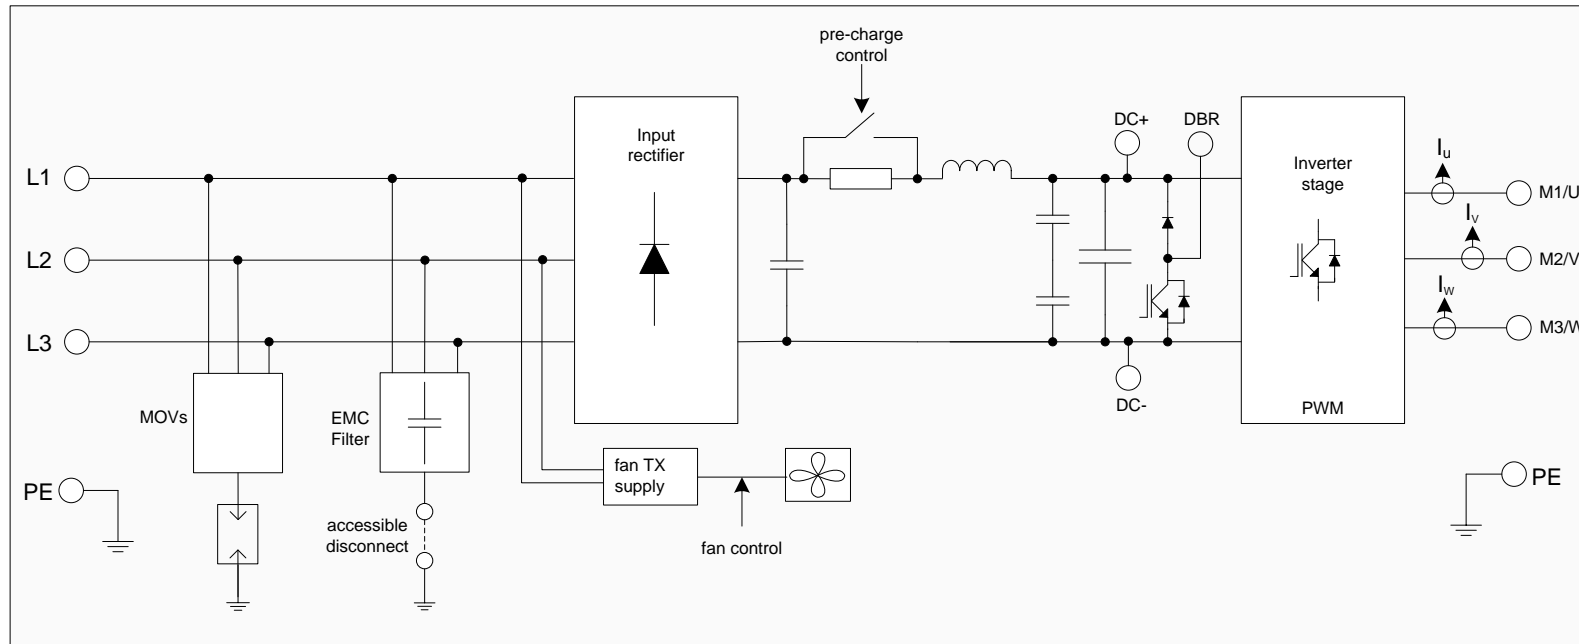 pre-charge
control
DC+
DBR
Input
rectifier
Inverter
stage
Iu
L1
M1/U
IV
L2
M2/V
IW
L3
M3/W
DC-
PWM
MOVs
EMC
Filter
fan TX
supply
PE
PE
accessible
disconnect
fan control